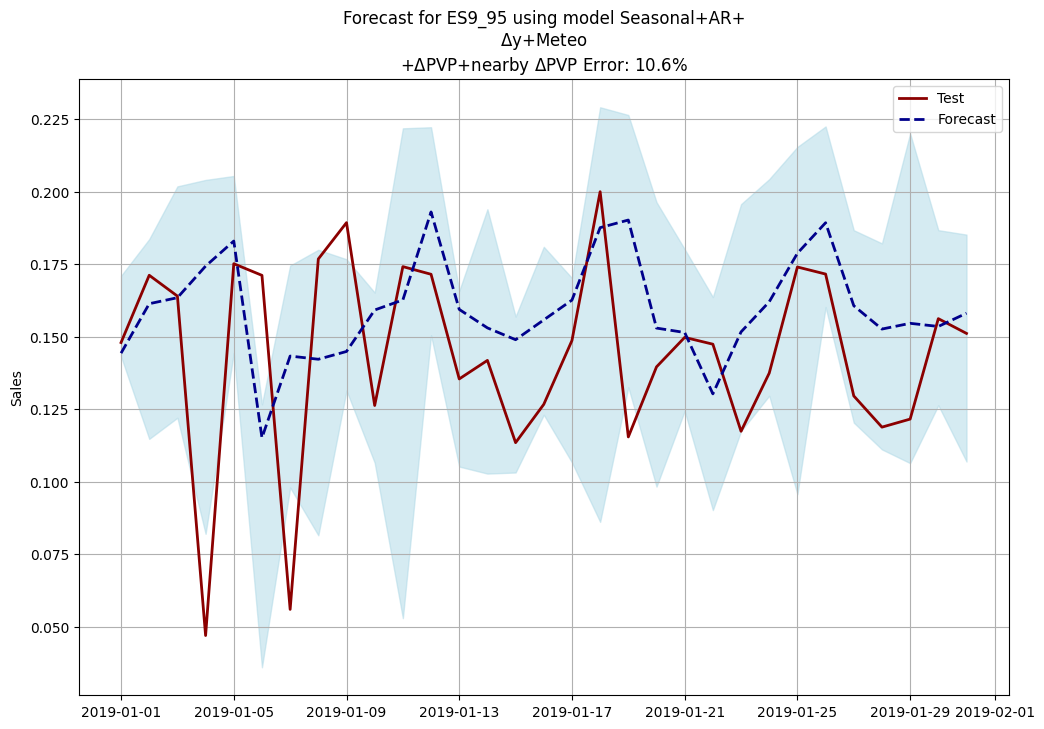 Forecast for ES9_95 using model Seasonal+AR+
Δy+Meteo
+ΔPVP+nearby ΔPVP Error: 10.6%
Test
Forecast
Sales
0.225
0.200
0.175
0.150
0.125
0.100
0.075
0.050
2019-01-01
2019-01-05
2019-01-09
2019-01-13
2019-01-17
2019-01-21
2019-01-25
2019-01-29
2019-02-01